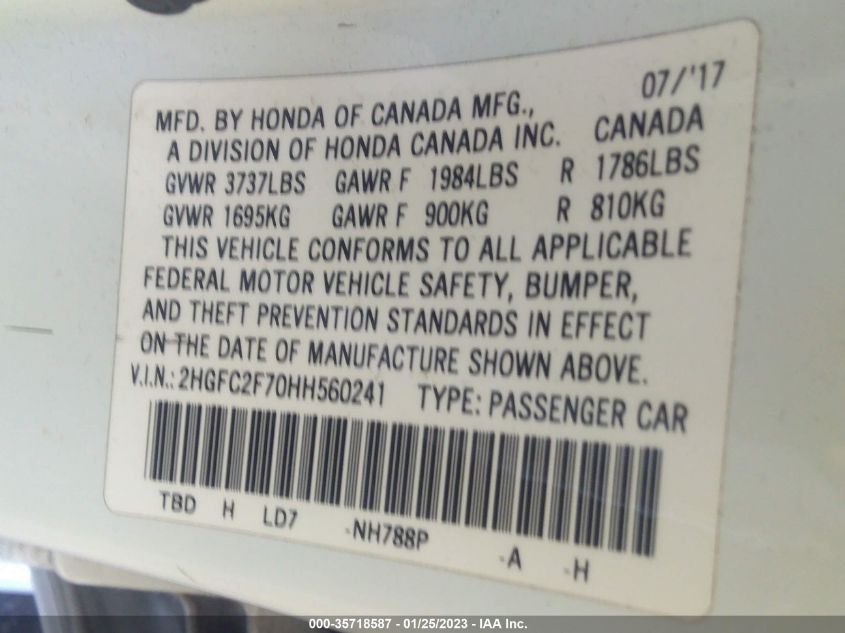 07/'17
MFD. BY HONDA OF CANADA MFG., CANADA
A DIVISION OF HONDA CANADA INC.
GVWR 3737LBS GAWR F 1984LBS R 1786LBS
GVWR 1695KG GAWR F 900KG R 810KG
THIS VEHICLE CONFORMS TO ALL APPLICABLE
FEDERAL MOTOR VEHICLE SAFETY, BUMPER,
AND THEFT PREVENTION STANDARDS IN EFFECT
ON THE DATE OF MANUFACTURE SHOWN ABOVE.
V.I.N.: 2HGFC2F70HH560241 TYPE: PASSENGER CAR
TBD H LD7 -NH788P -A -H
000-35718587 - 01/25/2023 - IAA Inc.